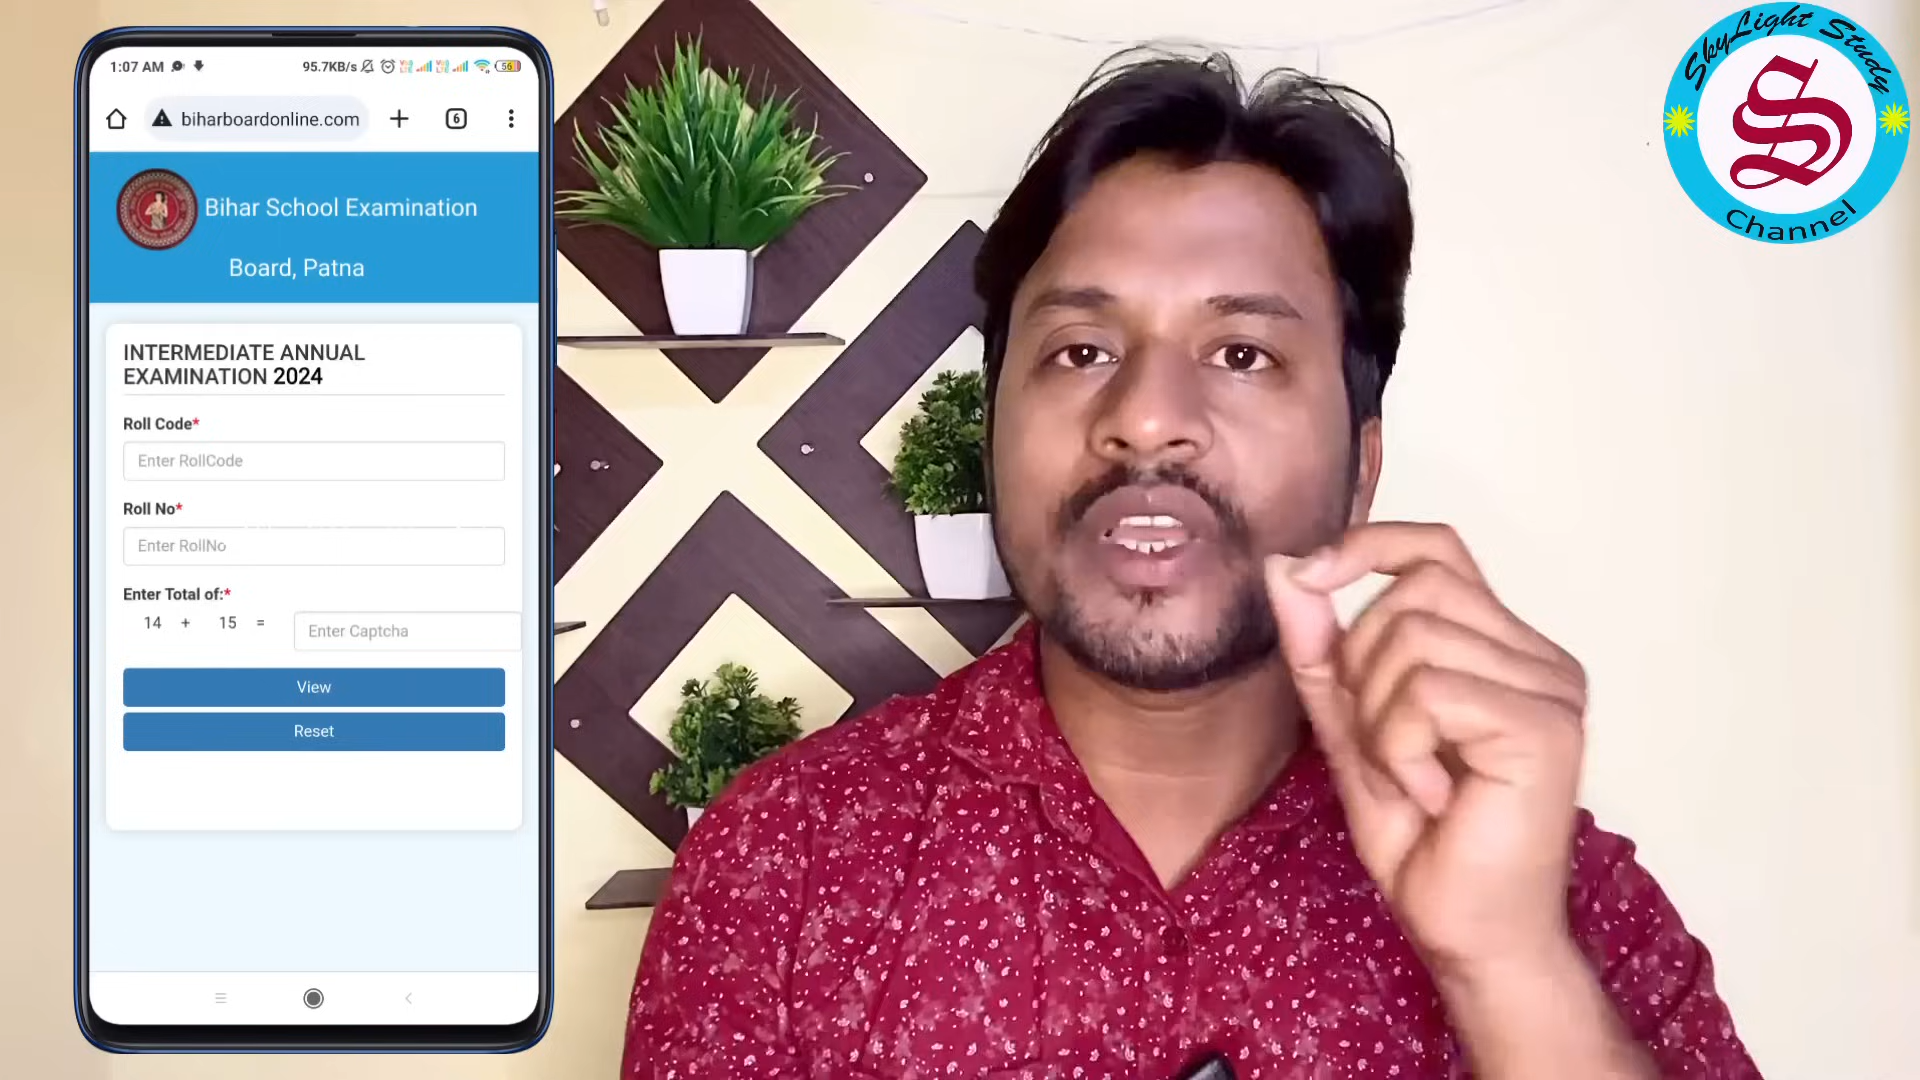 1:07 AM
95.7KB/s
56
biharboardonline.com
6
Bihar School Examination
Board, Patna
INTERMEDIATE ANNUAL
EXAMINATION 2024
Roll Code*
Enter RollCode
Roll No*
Enter RollNo
Enter Total of:*
14 + 15 =
Enter Captcha
View
Reset
SkyLight Study
S
Channel